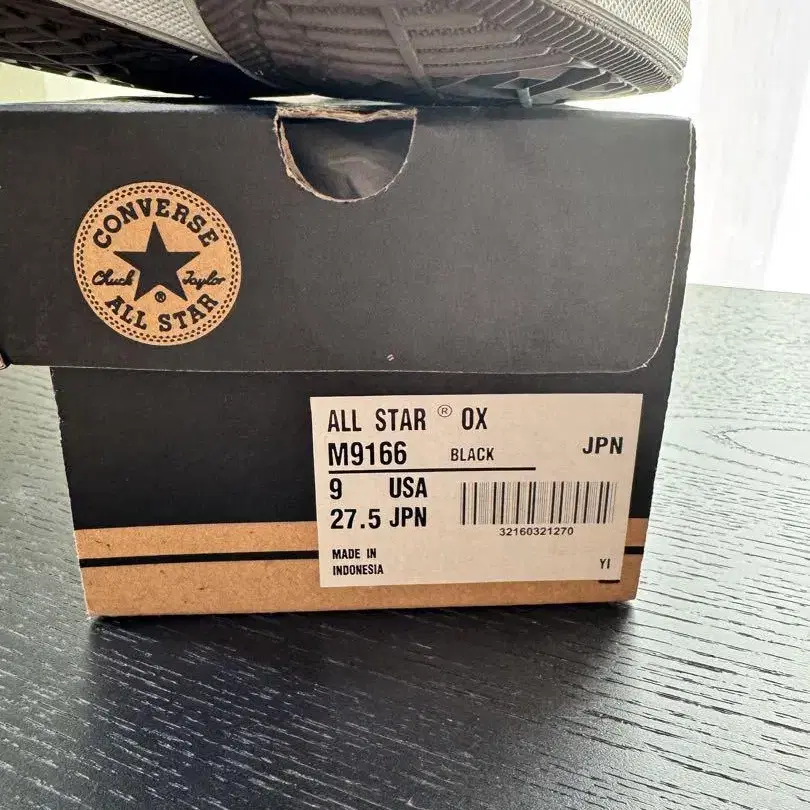 CONVERSE
Chuck Taylor
®
ALL STAR
ALL STAR ® OX
M9166 BLACK JPN
9 USA
27.5 JPN
32160321270
MADE IN
INDONESIA
YI